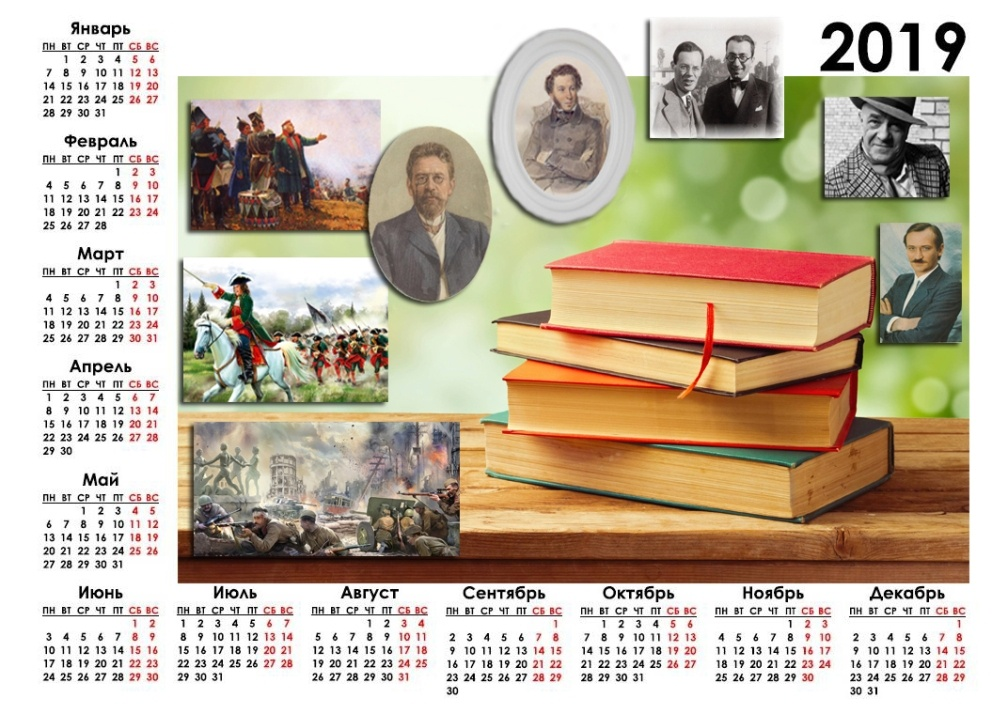 2019
Январь
ПН ВТ СР ЧТ ПТ СБ ВС
1 2 3 4 5 6
7 8 9 10 11 12 13
14 15 16 17 18 19 20
21 22 23 24 25 26 27
28 29 30 31
Февраль
ПН ВТ СР ЧТ ПТ СБ ВС
1 2 3
4 5 6 7 8 9 10
11 12 13 14 15 16 17
18 19 20 21 22 23 24
25 26 27 28
Март
ПН ВТ СР ЧТ ПТ СБ ВС
1 2 3
4 5 6 7 8 9 10
11 12 13 14 15 16 17
18 19 20 21 22 23 24
25 26 27 28 29 30 31
Апрель
ПН ВТ СР ЧТ ПТ СБ ВС
1 2 3 4 5 6 7
8 9 10 11 12 13 14
15 16 17 18 19 20 21
22 23 24 25 26 27 28
29 30
Май
ПН ВТ СР ЧТ ПТ СБ ВС
1 2 3 4 5
6 7 8 9 10 11 12
13 14 15 16 17 18 19
20 21 22 23 24 25 26
27 28 29 30 31
Июнь
ПН ВТ СР ЧТ ПТ СБ ВС
1 2
3 4 5 6 7 8 9
10 11 12 13 14 15 16
17 18 19 20 21 22 23
24 25 26 27 28 29 30
Июль
ПН ВТ СР ЧТ ПТ СБ ВС
1 2 3 4 5 6 7
8 9 10 11 12 13 14
15 16 17 18 19 20 21
22 23 24 25 26 27 28
29 30 31
Август
ПН ВТ СР ЧТ ПТ СБ ВС
1 2 3 4
5 6 7 8 9 10 11
12 13 14 15 16 17 18
19 20 21 22 23 24 25
26 27 28 29 30 31
Сентябрь
ПН ВТ СР ЧТ ПТ СБ ВС
1
2 3 4 5 6 7 8
9 10 11 12 13 14 15
16 17 18 19 20 21 22
23 24 25 26 27 28 29
30
Октябрь
ПН ВТ СР ЧТ ПТ СБ ВС
1 2 3 4 5 6
7 8 9 10 11 12 13
14 15 16 17 18 19 20
21 22 23 24 25 26 27
28 29 30 31
Ноябрь
ПН ВТ СР ЧТ ПТ СБ ВС
1 2 3
4 5 6 7 8 9 10
11 12 13 14 15 16 17
18 19 20 21 22 23 24
25 26 27 28 29 30
Декабрь
ПН ВТ СР ЧТ ПТ СБ ВС
1
2 3 4 5 6 7 8
9 10 11 12 13 14 15
16 17 18 19 20 21 22
23 24 25 26 27 28 29
30 31